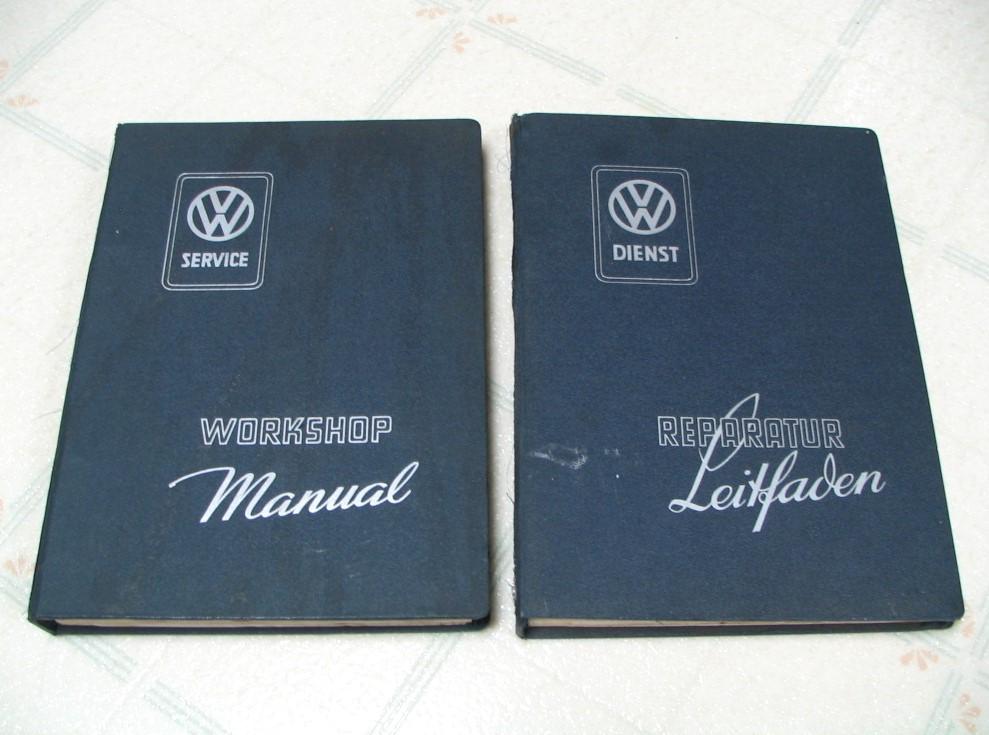 VW
SERVICE
WORKSHOP
Manual
VW
DIENST
REPARATUR
Leitfaden